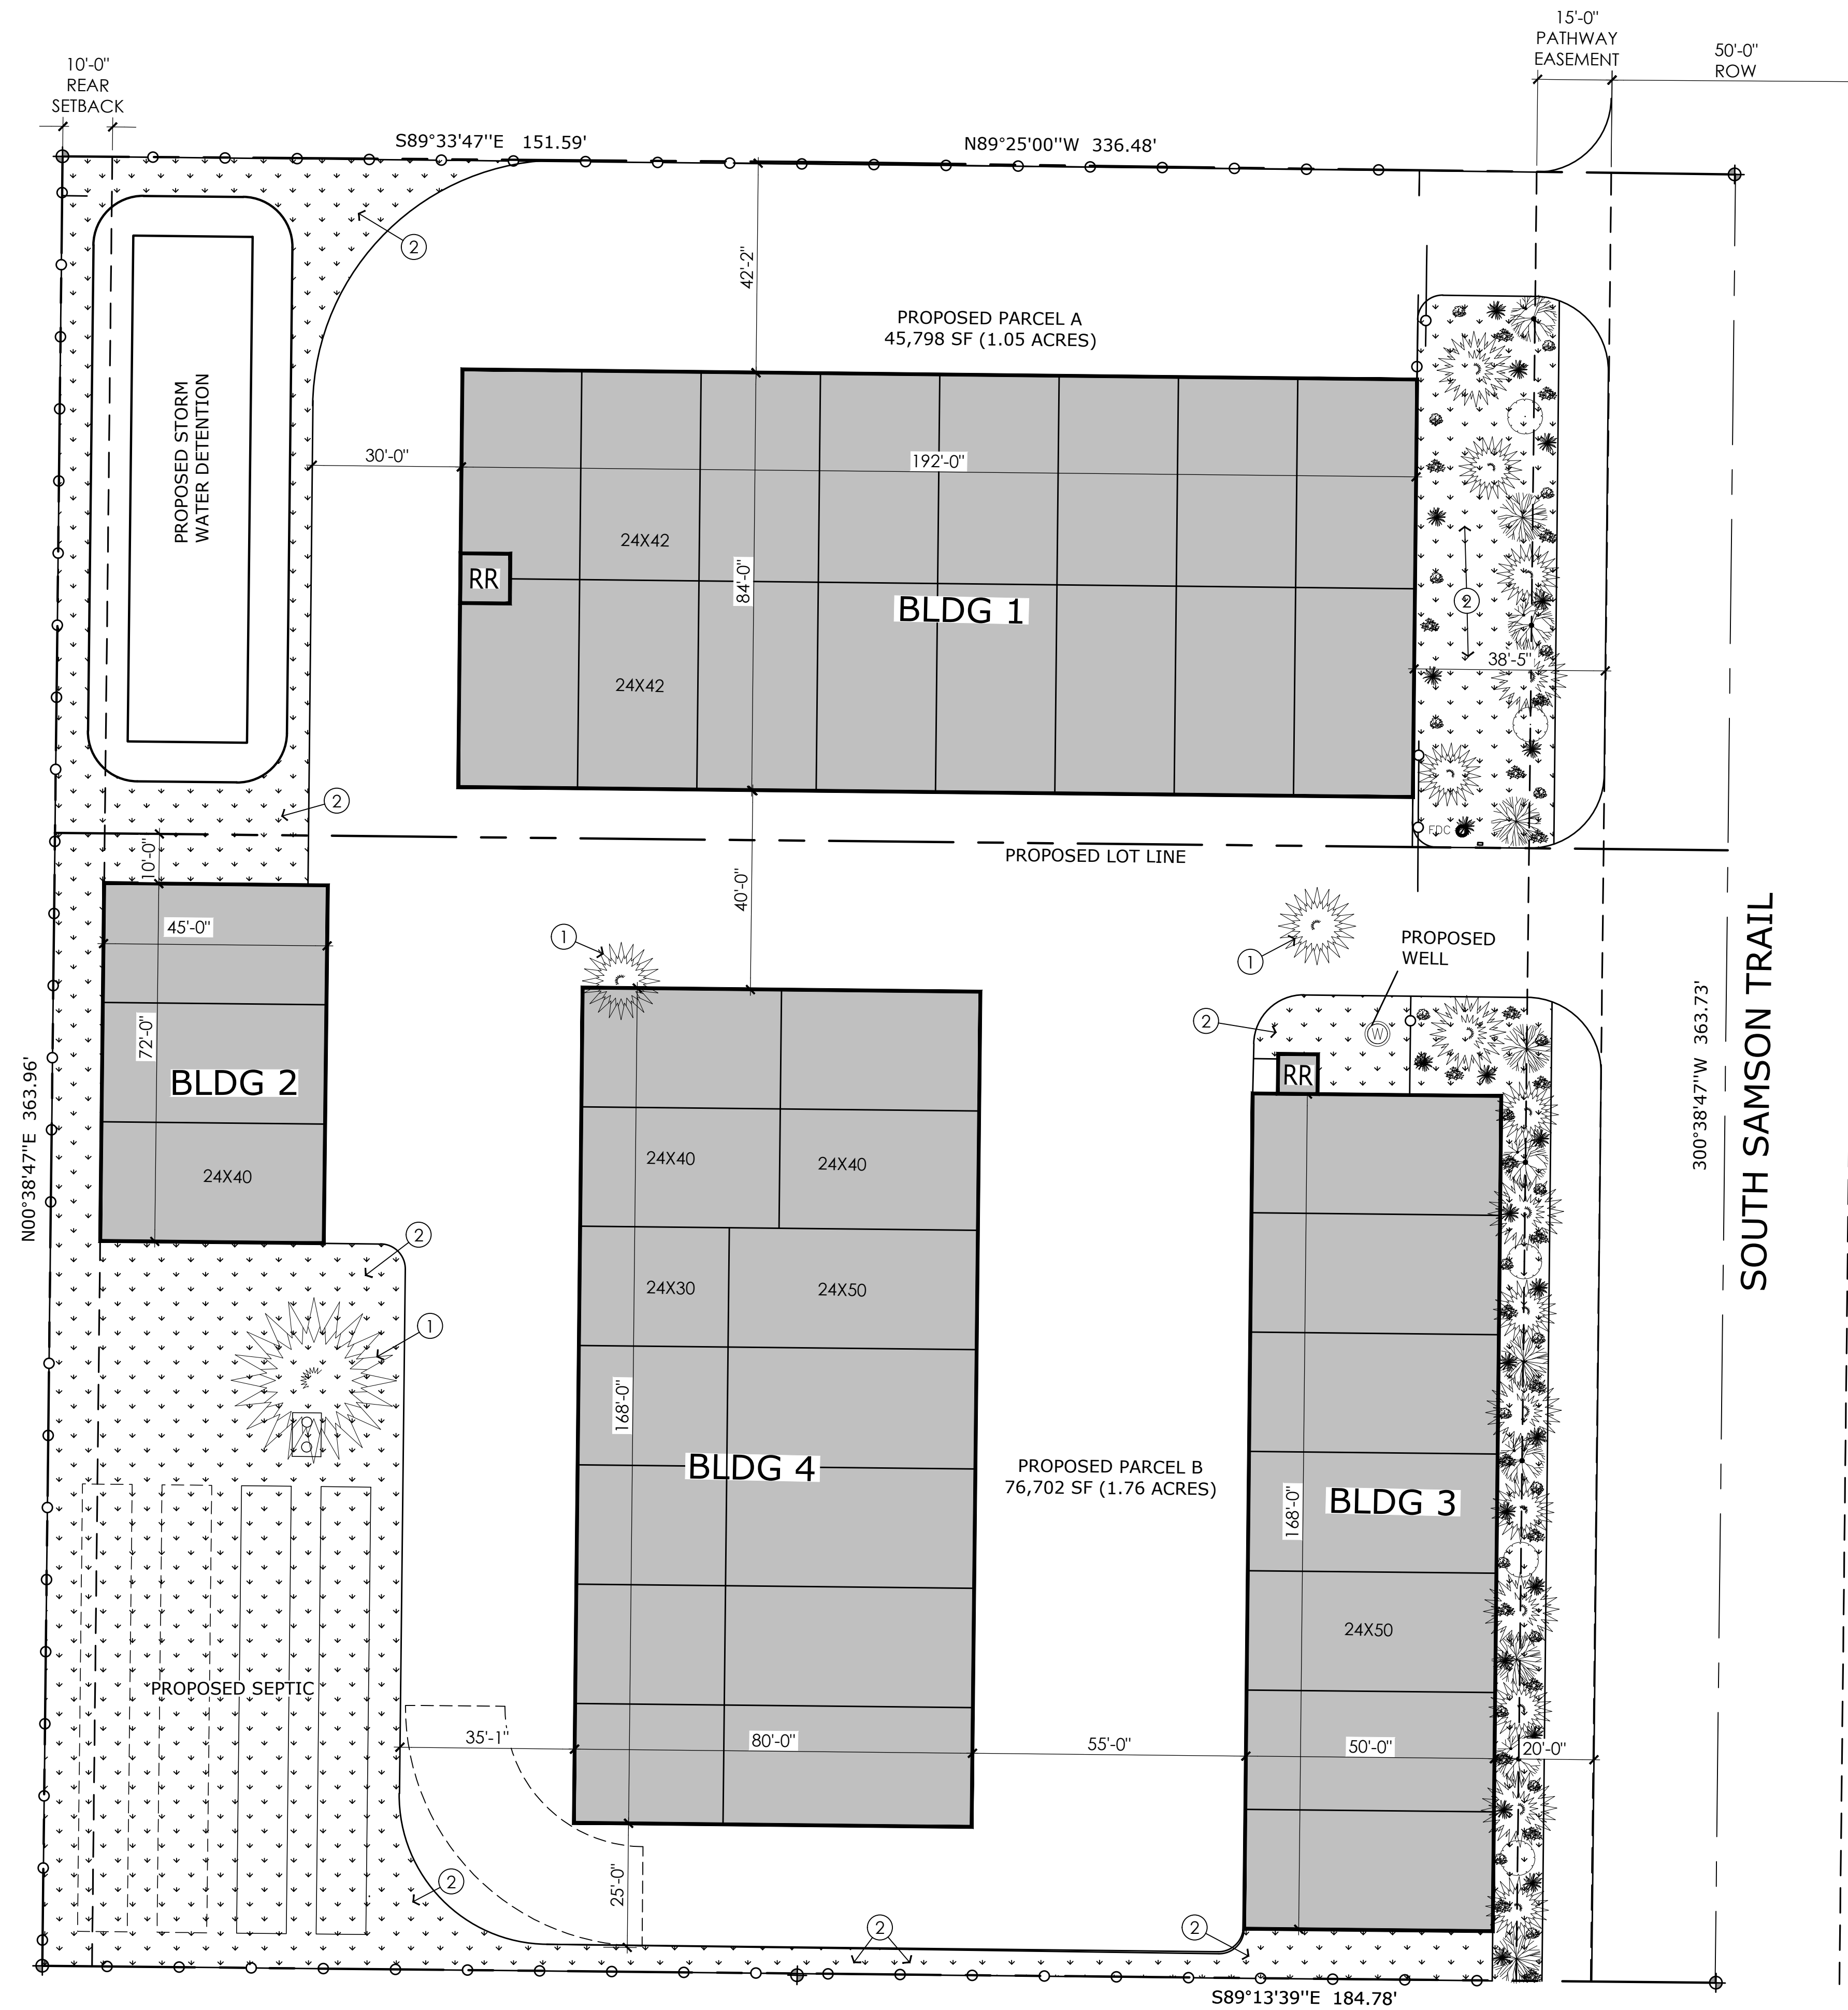 15'-0"
PATHWAY
EASEMENT
50'-0"
ROW
10'-0"
REAR
SETBACK
S89°33'47"E 151.59'
N89°25'00"W 336.48'
2
42'-2"
PROPOSED PARCEL A
45,798 SF (1.05 ACRES)
PROPOSED STORM
WATER DETENTION
30'-0"
192'-0"
24X42
84'-0"
RR
BLDG 1
2
24X42
38'-5"
2
FDC
10'-0"
PROPOSED LOT LINE
40'-0"
45'-0"
1
1
PROPOSED
WELL
SOUTH SAMSON TRAIL
300°38'47"W 363.73'
2
W
72'-0"
BLDG 2
RR
N00°38'47"E 363.96'
24X40
24X40
24X40
2
24X30
24X50
1
168'-0"
BLDG 4
PROPOSED PARCEL B
76,702 SF (1.76 ACRES)
168'-0"
BLDG 3
24X50
PROPOSED SEPTIC
35'-1"
80'-0"
55'-0"
50'-0"
20'-0"
2
25'-0"
2
2
S89°13'39"E 184.78'